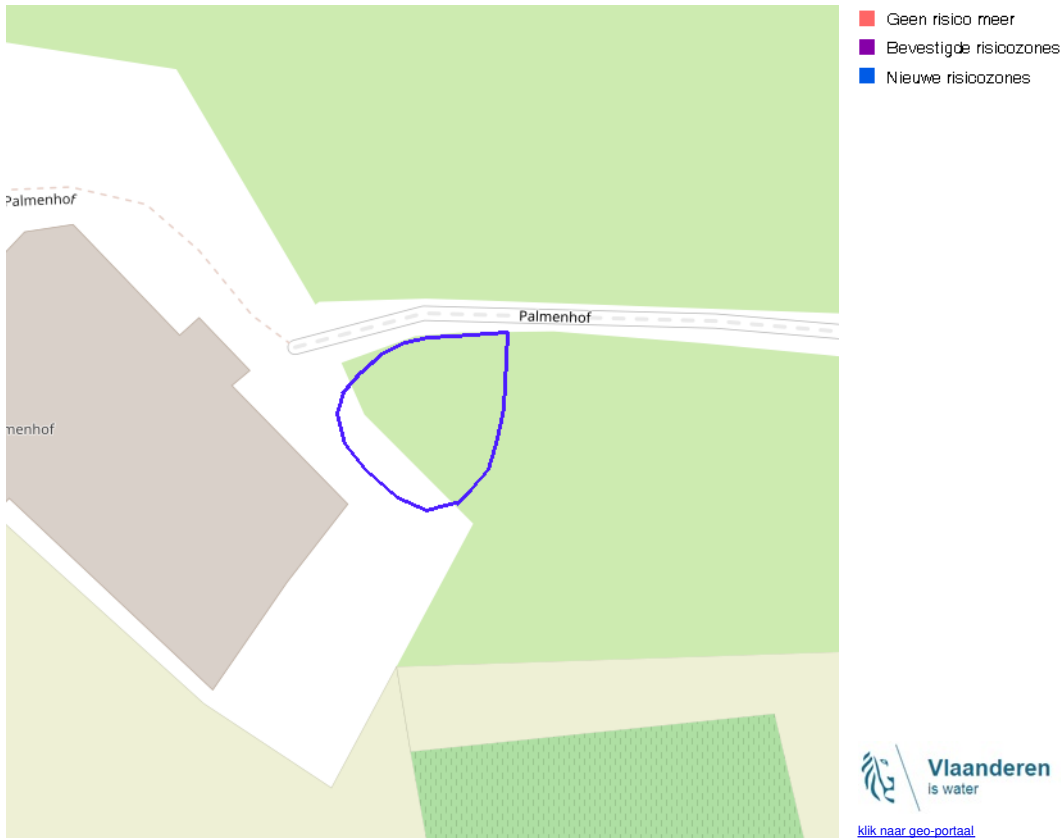 Geen risico meer
Bevestigde risicozones
Nieuwe risicozones
Palmenhof
Palmenhof
menhof
Vlaanderen
is water
klik naar geo-portaal